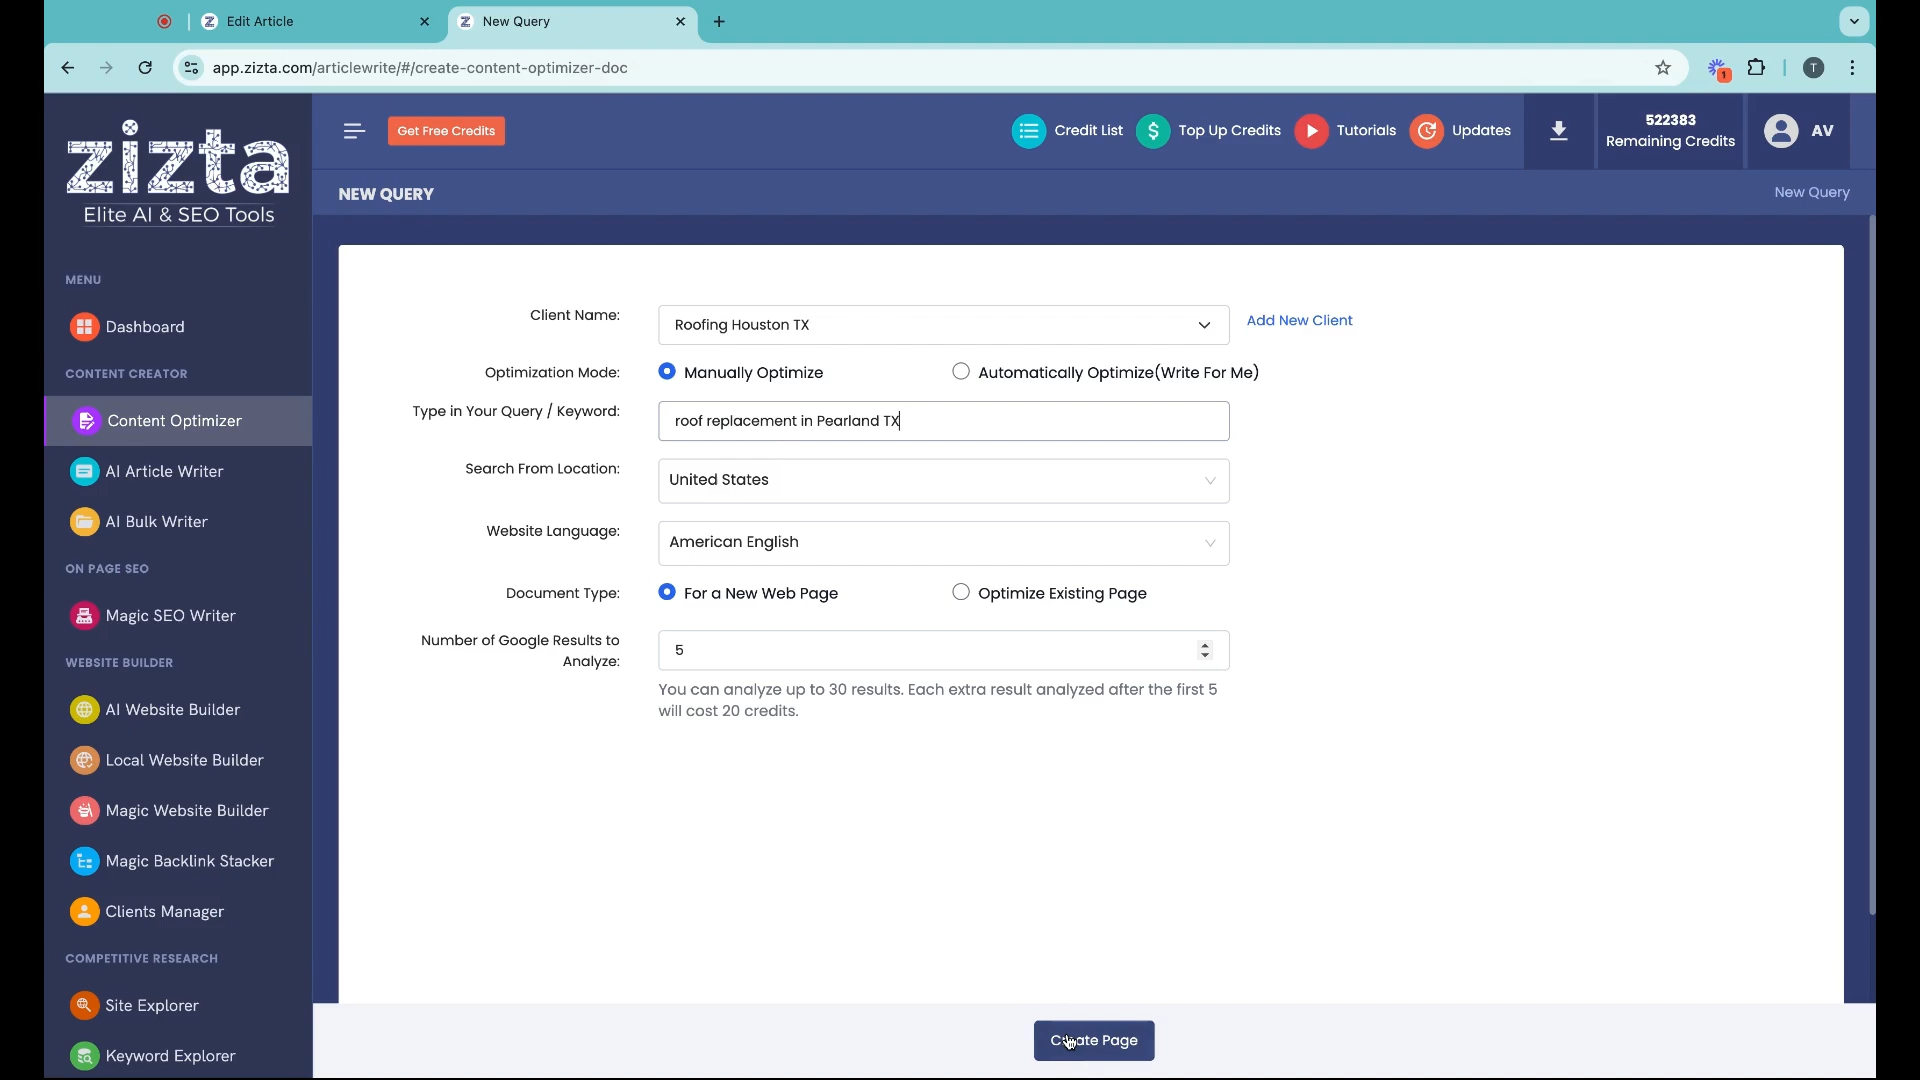 Edit Article
New Query
app.zizta.com/articlewrite/#/create-content-optimizer-doc
1
T
zizta
Elite AI & SEO Tools
Get Free Credits
Credit List
Top Up Credits
Tutorials
Updates
522383
Remaining Credits
AV
NEW QUERY
New Query
MENU
Dashboard
CONTENT CREATOR
Content Optimizer
AI Article Writer
AI Bulk Writer
ON PAGE SEO
Magic SEO Writer
WEBSITE BUILDER
AI Website Builder
Local Website Builder
Magic Website Builder
Magic Backlink Stacker
Clients Manager
COMPETITIVE RESEARCH
Site Explorer
Keyword Explorer
Client Name:
Roofing Houston TX
Add New Client
Optimization Mode:
Manually Optimize
Automatically Optimize(Write For Me)
Type in Your Query / Keyword:
roof replacement in Pearland TX
Search From Location:
United States
Website Language:
American English
Document Type:
For a New Web Page
Optimize Existing Page
Number of Google Results to
Analyze:
5
You can analyze up to 30 results. Each extra result analyzed after the first 5
will cost 20 credits.
Create Page